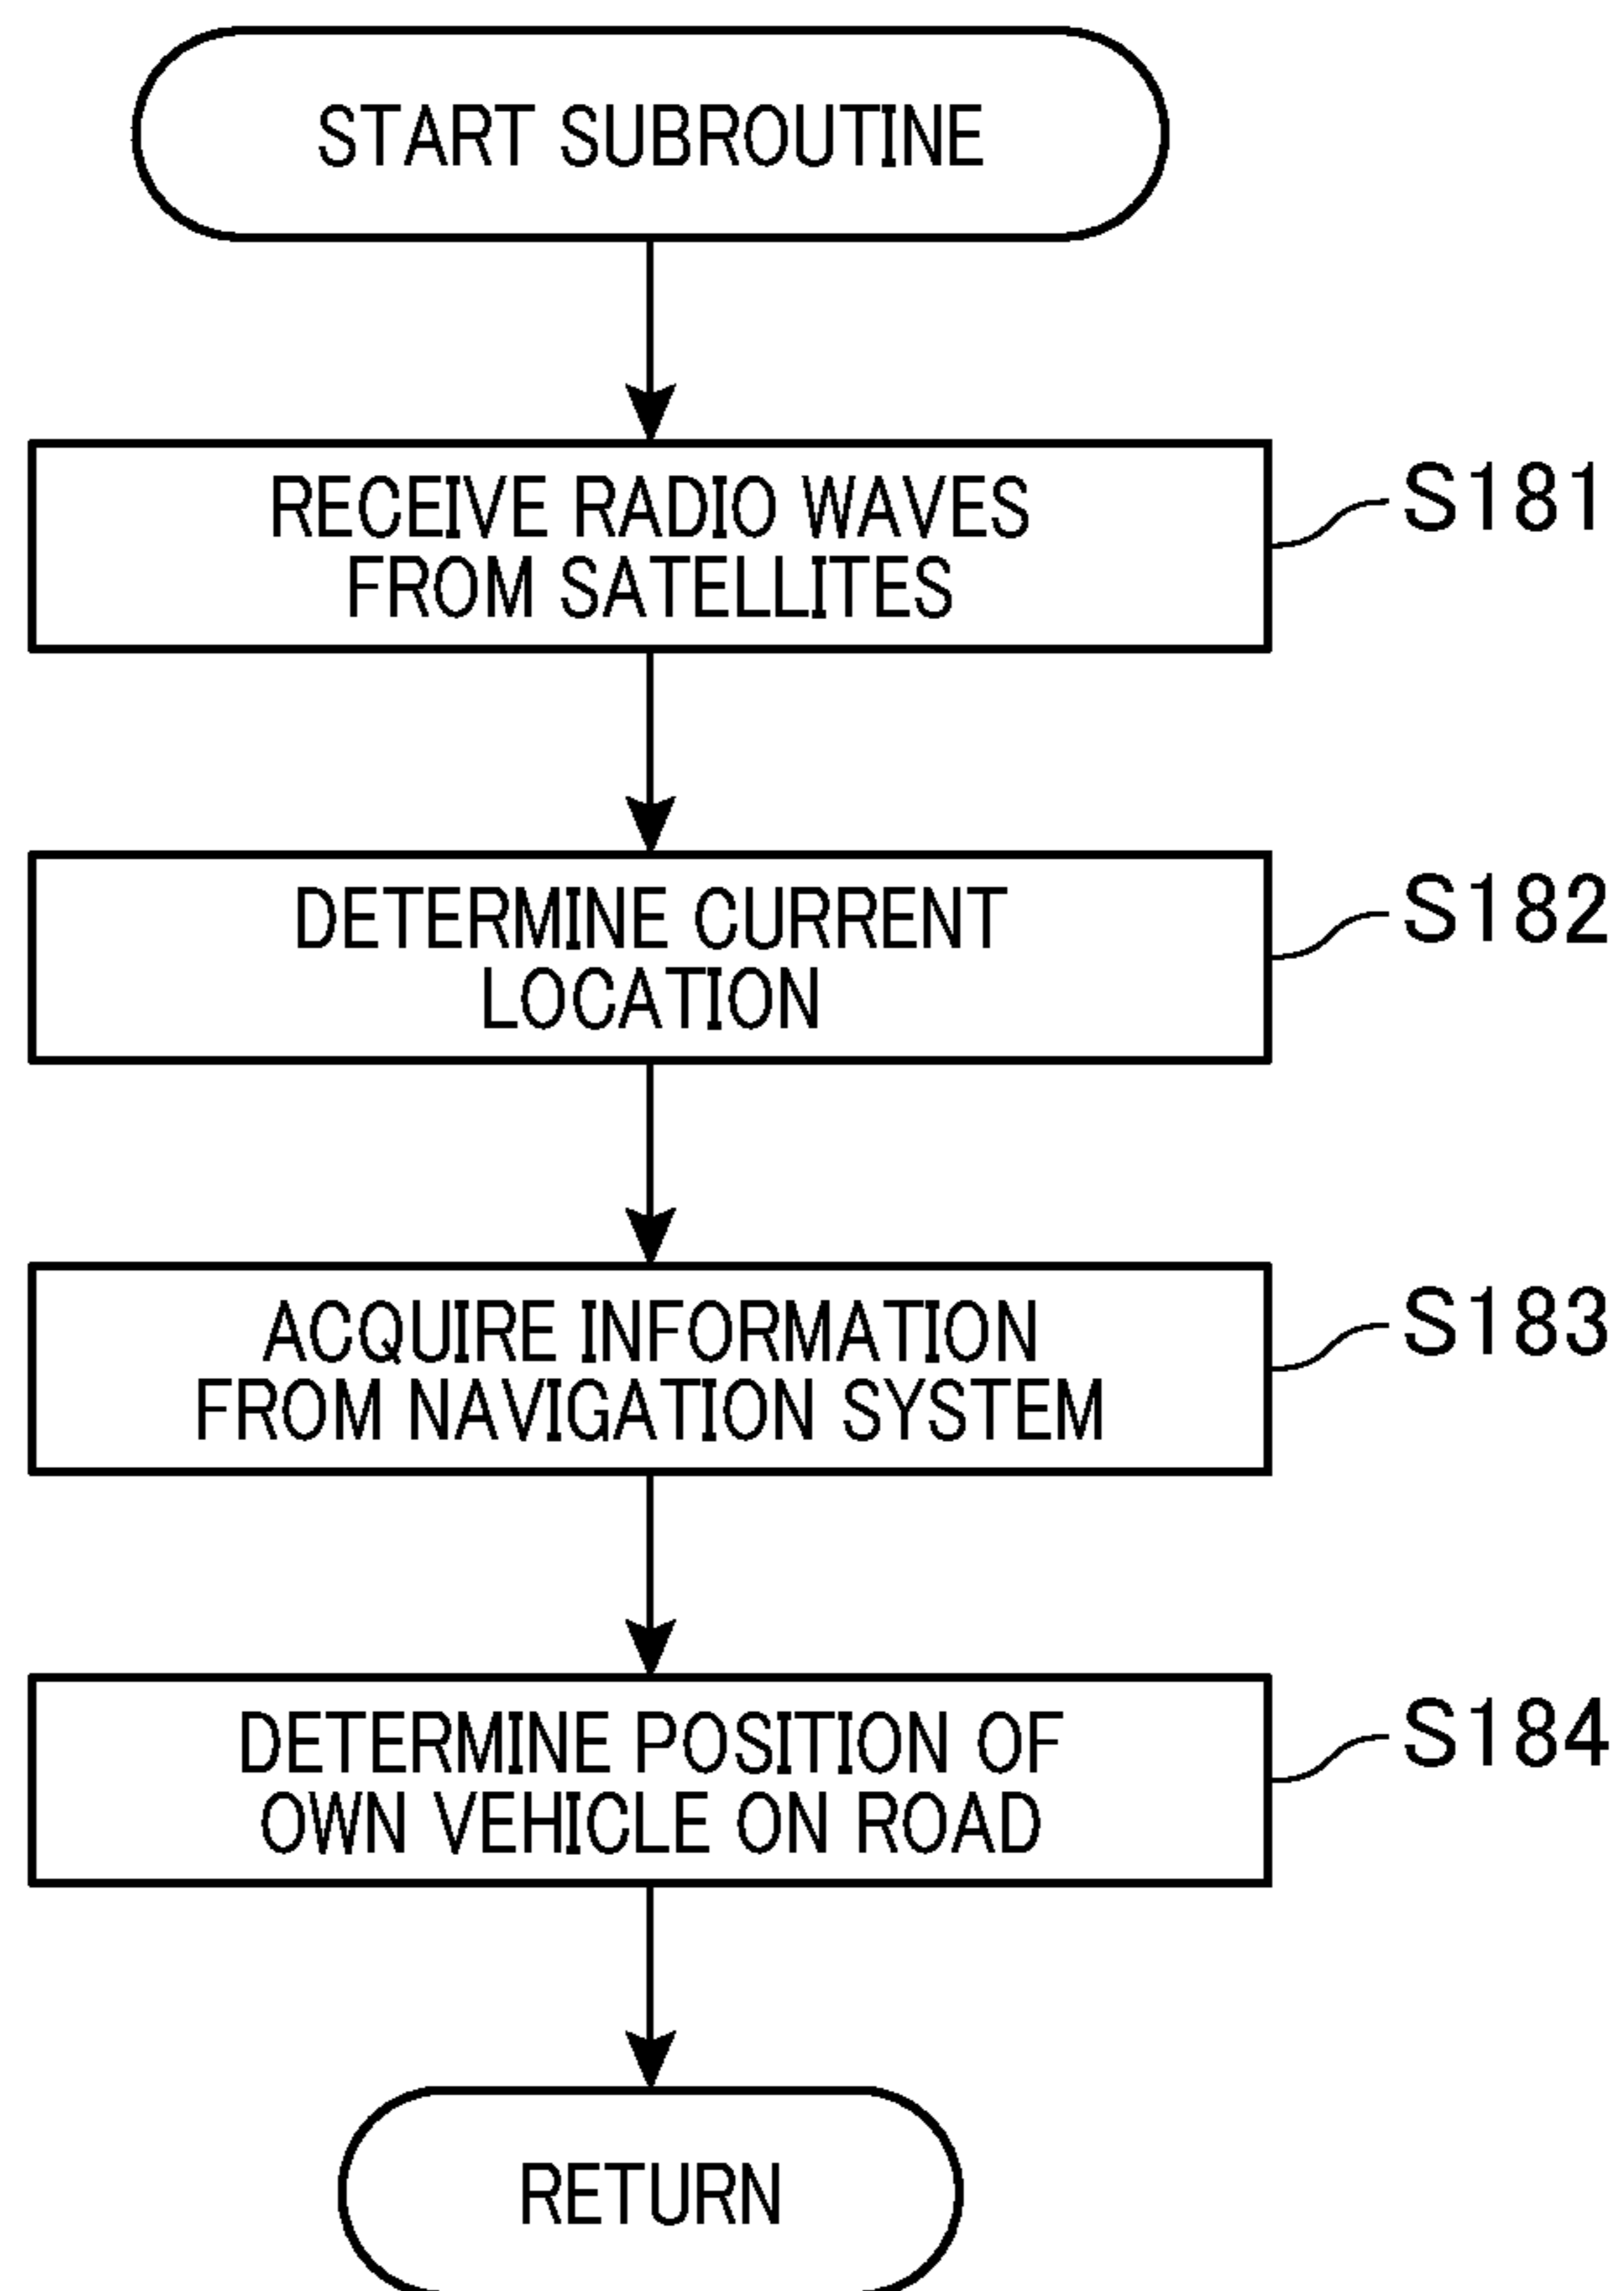 START SUBROUTINE
RECEIVE RADIO WAVES
FROM SATELLITES
S181
DETERMINE CURRENT
LOCATION
S182
ACQUIRE INFORMATION
FROM NAVIGATION SYSTEM
S183
DETERMINE POSITION OF
OWN VEHICLE ON ROAD
S184
RETURN